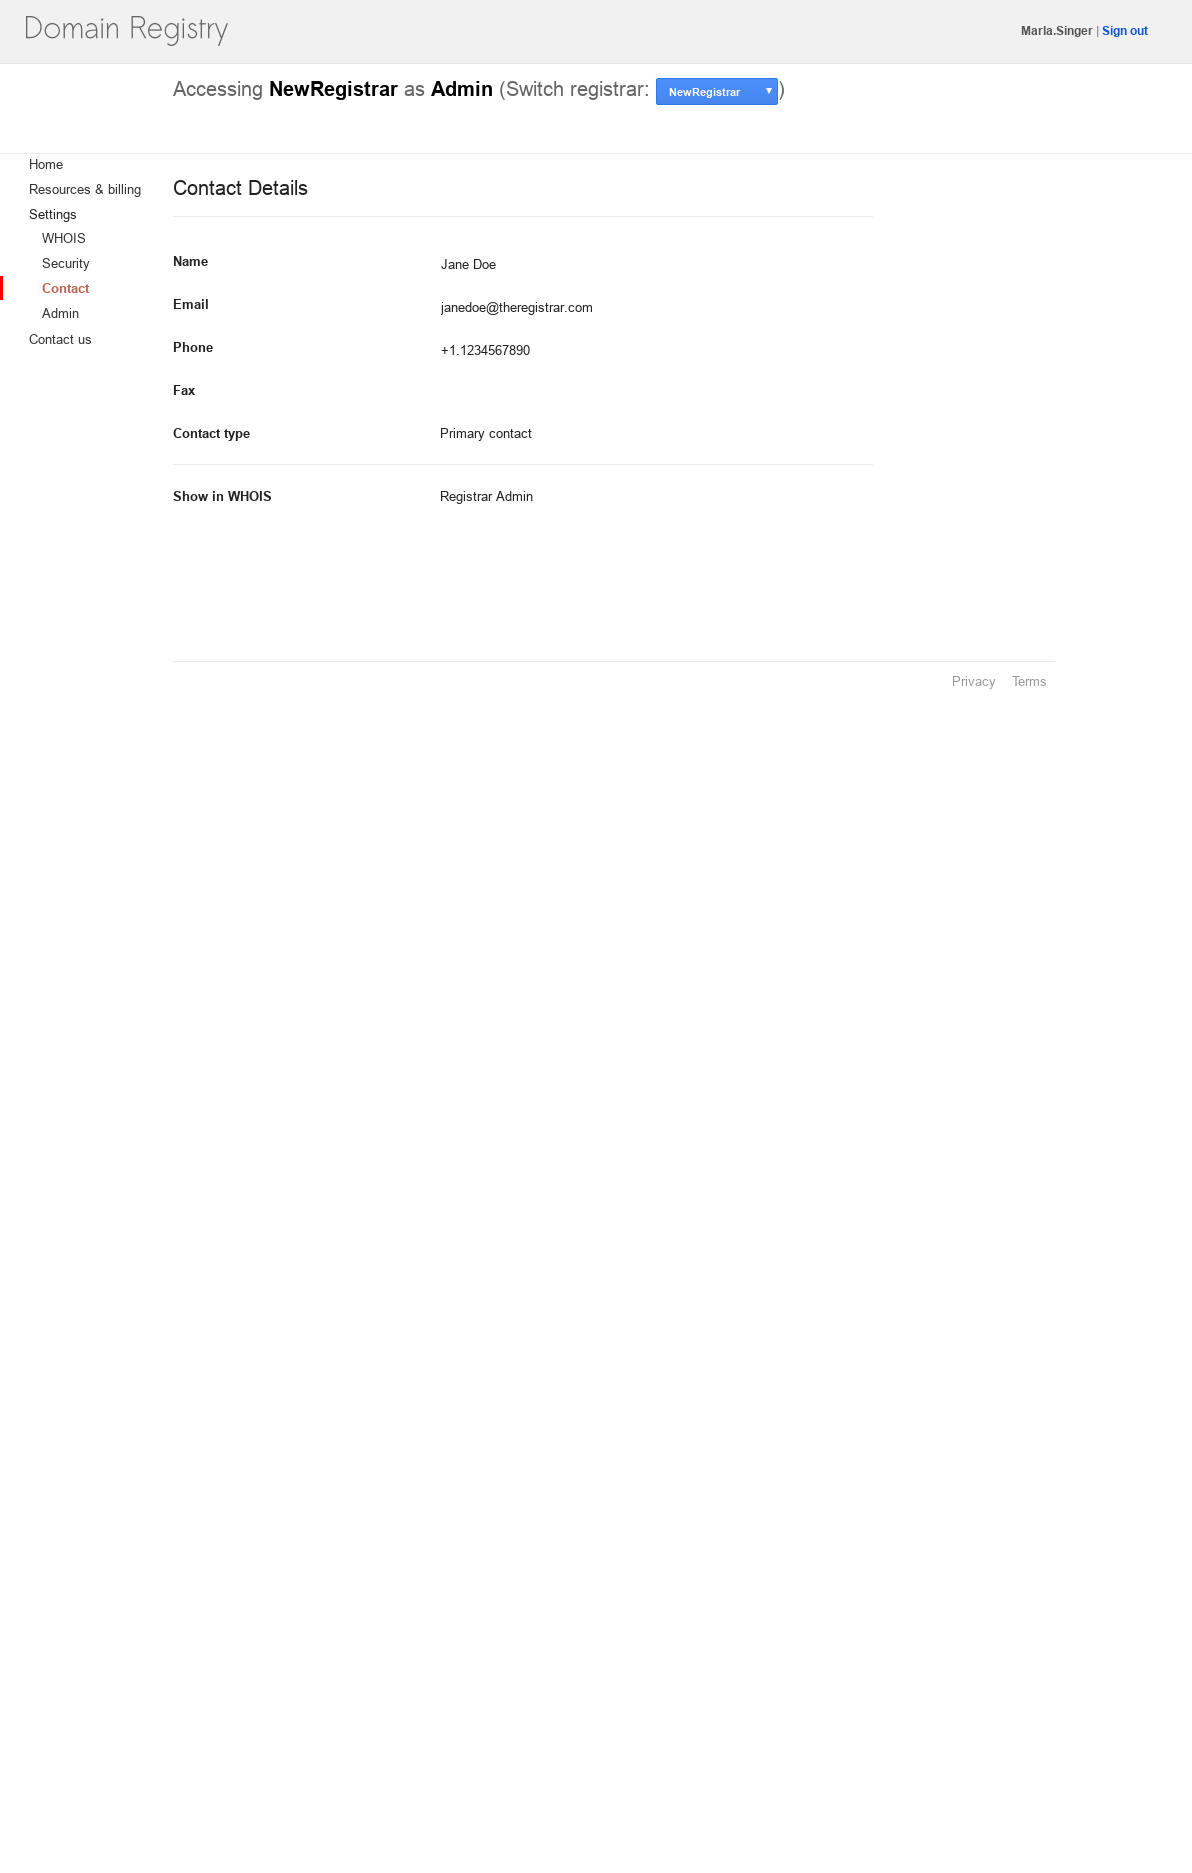 Domain Registry
Marla.Singer | Sign out
Accessing NewRegistrar as Admin (Switch registrar: NewRegistrar ▼)
Home
Resources & billing
Settings
WHOIS
Security
Contact
Admin
Contact us
Contact Details
Name Jane Doe
Email janedoe@theregistrar.com
Phone +1.1234567890
Fax
Contact type Primary contact
Show in WHOIS Registrar Admin
Privacy Terms